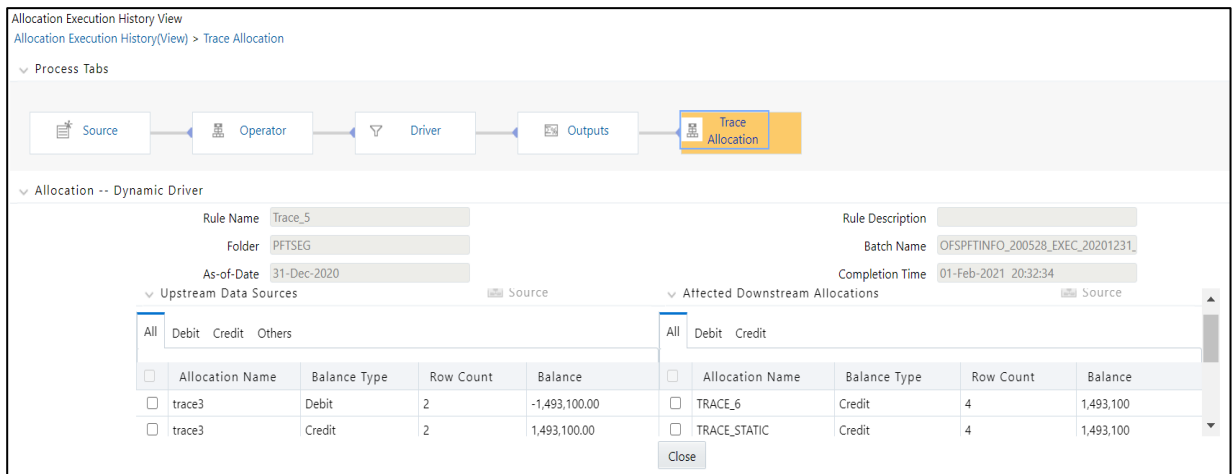 Allocation Execution History View
Allocation Execution History(View) > Trace Allocation
Process Tabs
Source Operator Driver Outputs Trace
Allocation
Allocation -- Dynamic Driver
Rule Name Trace_5 Rule Description
Folder PFTSEG Batch Name OFSPFTINFO_200528_EXEC_20201231_
As-of-Date 31-Dec-2020 Completion Time 01-Feb-2021 20:32:34
Upstream Data Sources Source Affected Downstream Allocations Source
All Debit Credit Others All Debit Credit
Allocation Name Balance Type Row Count Balance Allocation Name Balance Type Row Count Balance
trace3 Debit 2 -1,493,100.00 TRACE_6 Credit 4 1,493,100
trace3 Credit 2 1,493,100.00 TRACE_STATIC Credit 4 1,493,100
Close